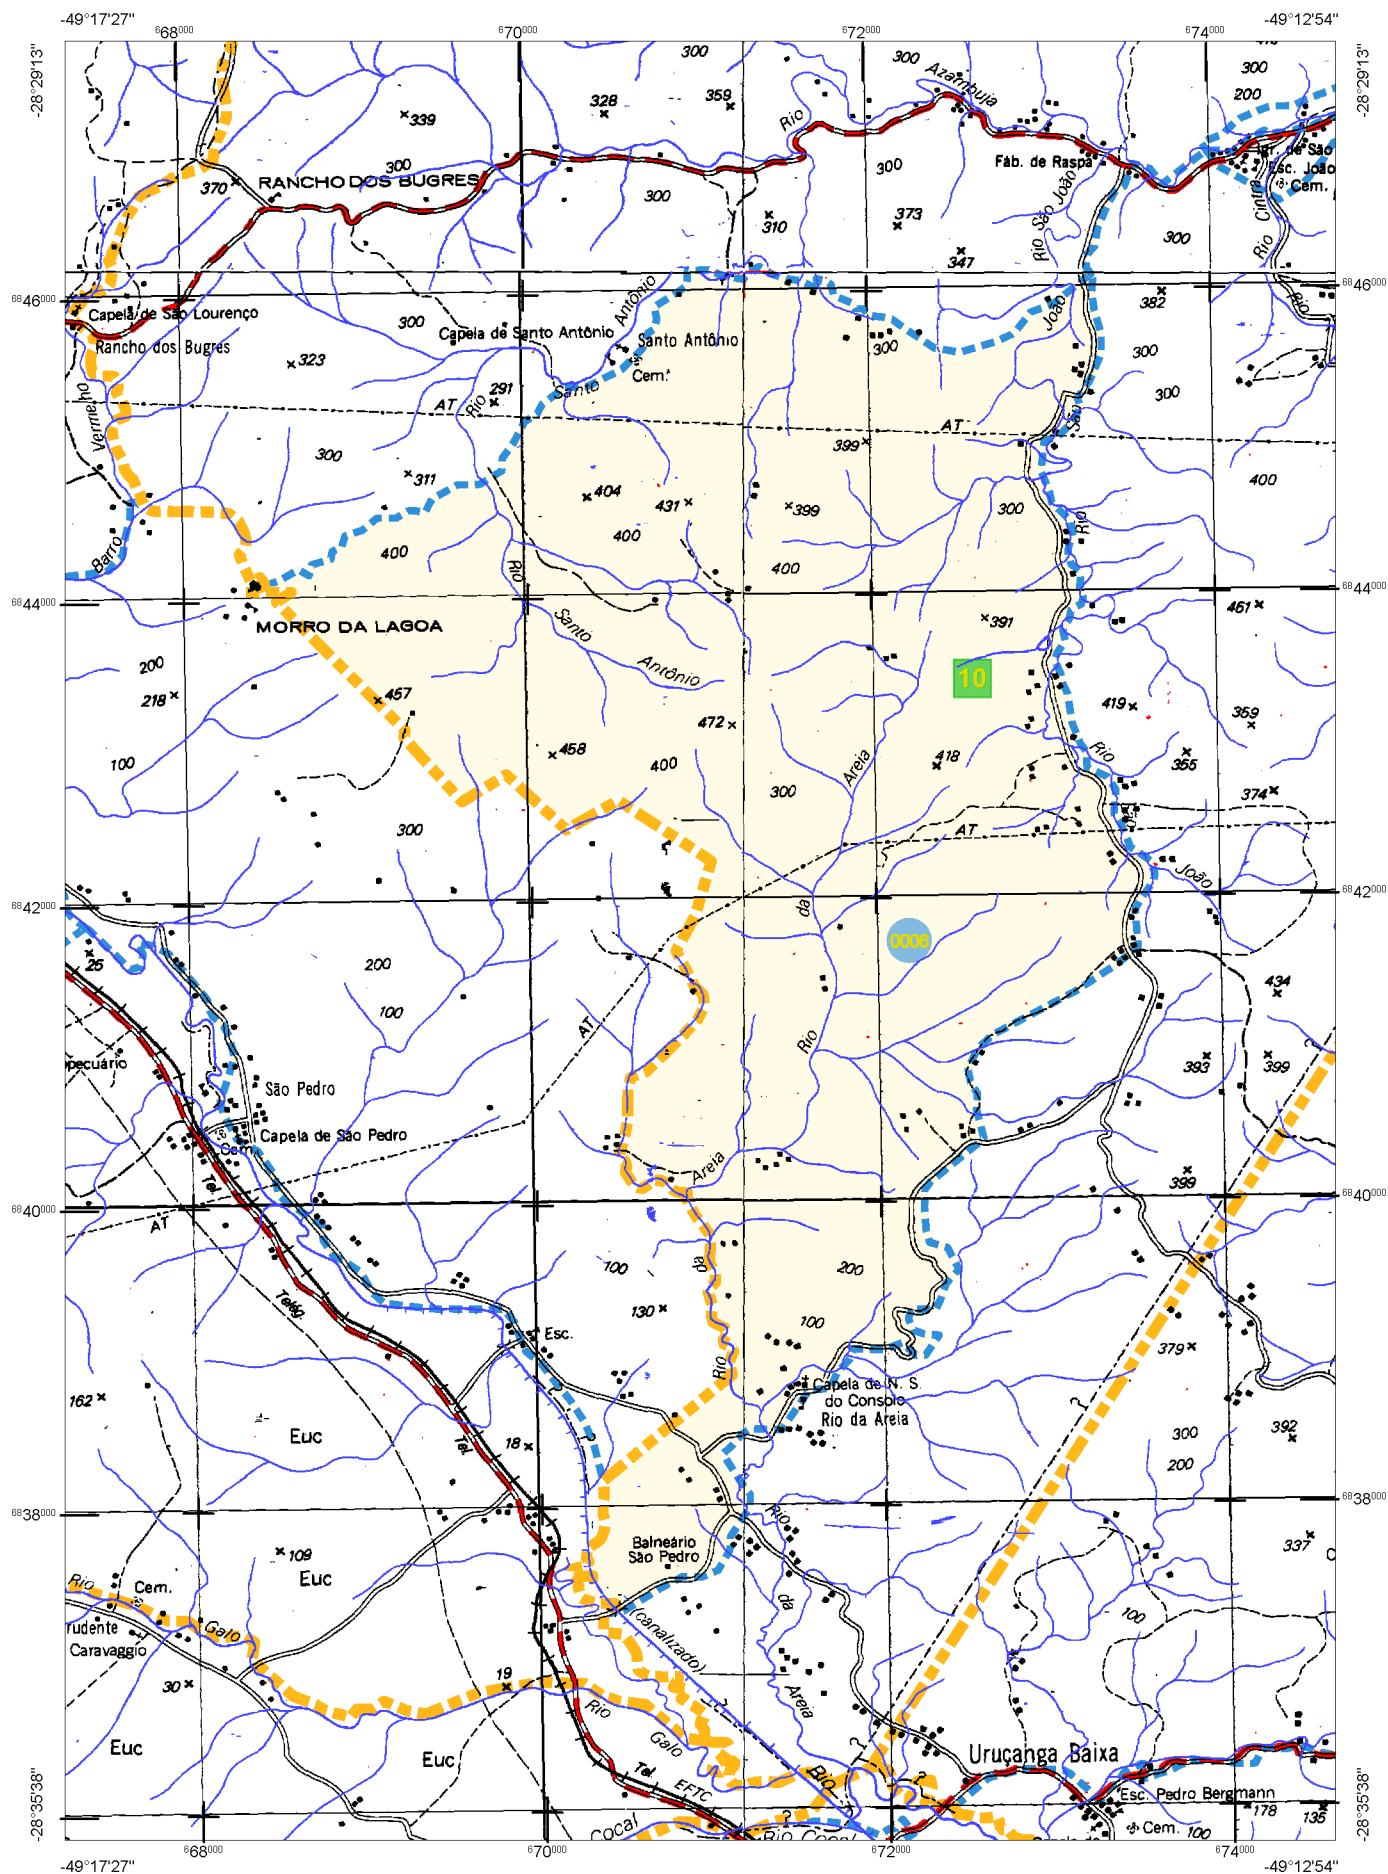 -49°17'27"
-49°12'54"
668000
670000
672000
674000
-28°29'13"
-28°29'13"
300
300
300
200
Azambuja
328
359
339
Rio
300
300
300
Fáb. de Raspa
370
RANCHO DOS BUGRES
Esc. João
Cem.
Cintra
300
310
373
347
Rio São João
300
Rio
382
6846000
6846000
Capela de São Lourenço
Rancho dos Bugres
300
Capela de Santo Antônio
Antônio
Santo Antônio
Cem.
João
300
300
Rio
323
291
Rio
Santo
300
AT
AT
São
399
300
311
404
431
399
400
300
400
400
400
Rio
Barro
Rio
6844000
6844000
MORRO DA LAGOA
Santo
Antônio
391
461
200
218
457
10
419
359
472
458
400
418
Areia
Rio
355
100
300
374
300
AT
João
6842000
6842000
da
0006
25
200
100
434
AT
Rio
393
399
pecuário
São Pedro
Capela de São Pedro
Cem.
Tel.
Areia
399
6840000
6840000
AT
da
100
200
130
100
Telég.
Esc.
379
Rio
162
Capela de N. S.
do Consolo
Rio da Areia
Euc
18
Tel.
392
300
200
6838000
6838000
Rio
Balneário
São Pedro
337
109
Euc
Rio
Cem.
da
100
Galo
rudente
Caravaggio
(canalizado)
30
19
Rio
Areia
Galo
Euc
Euc
Uruçanga Baixa
Rio
Tel.
EFTC
Esc. Pedro Bergmann
178
135
Cem.
100
Cocal
Rio Cocal
-28°35'38"
-28°35'38"
668000
670000
672000
674000
-49°17'27"
-49°12'54"